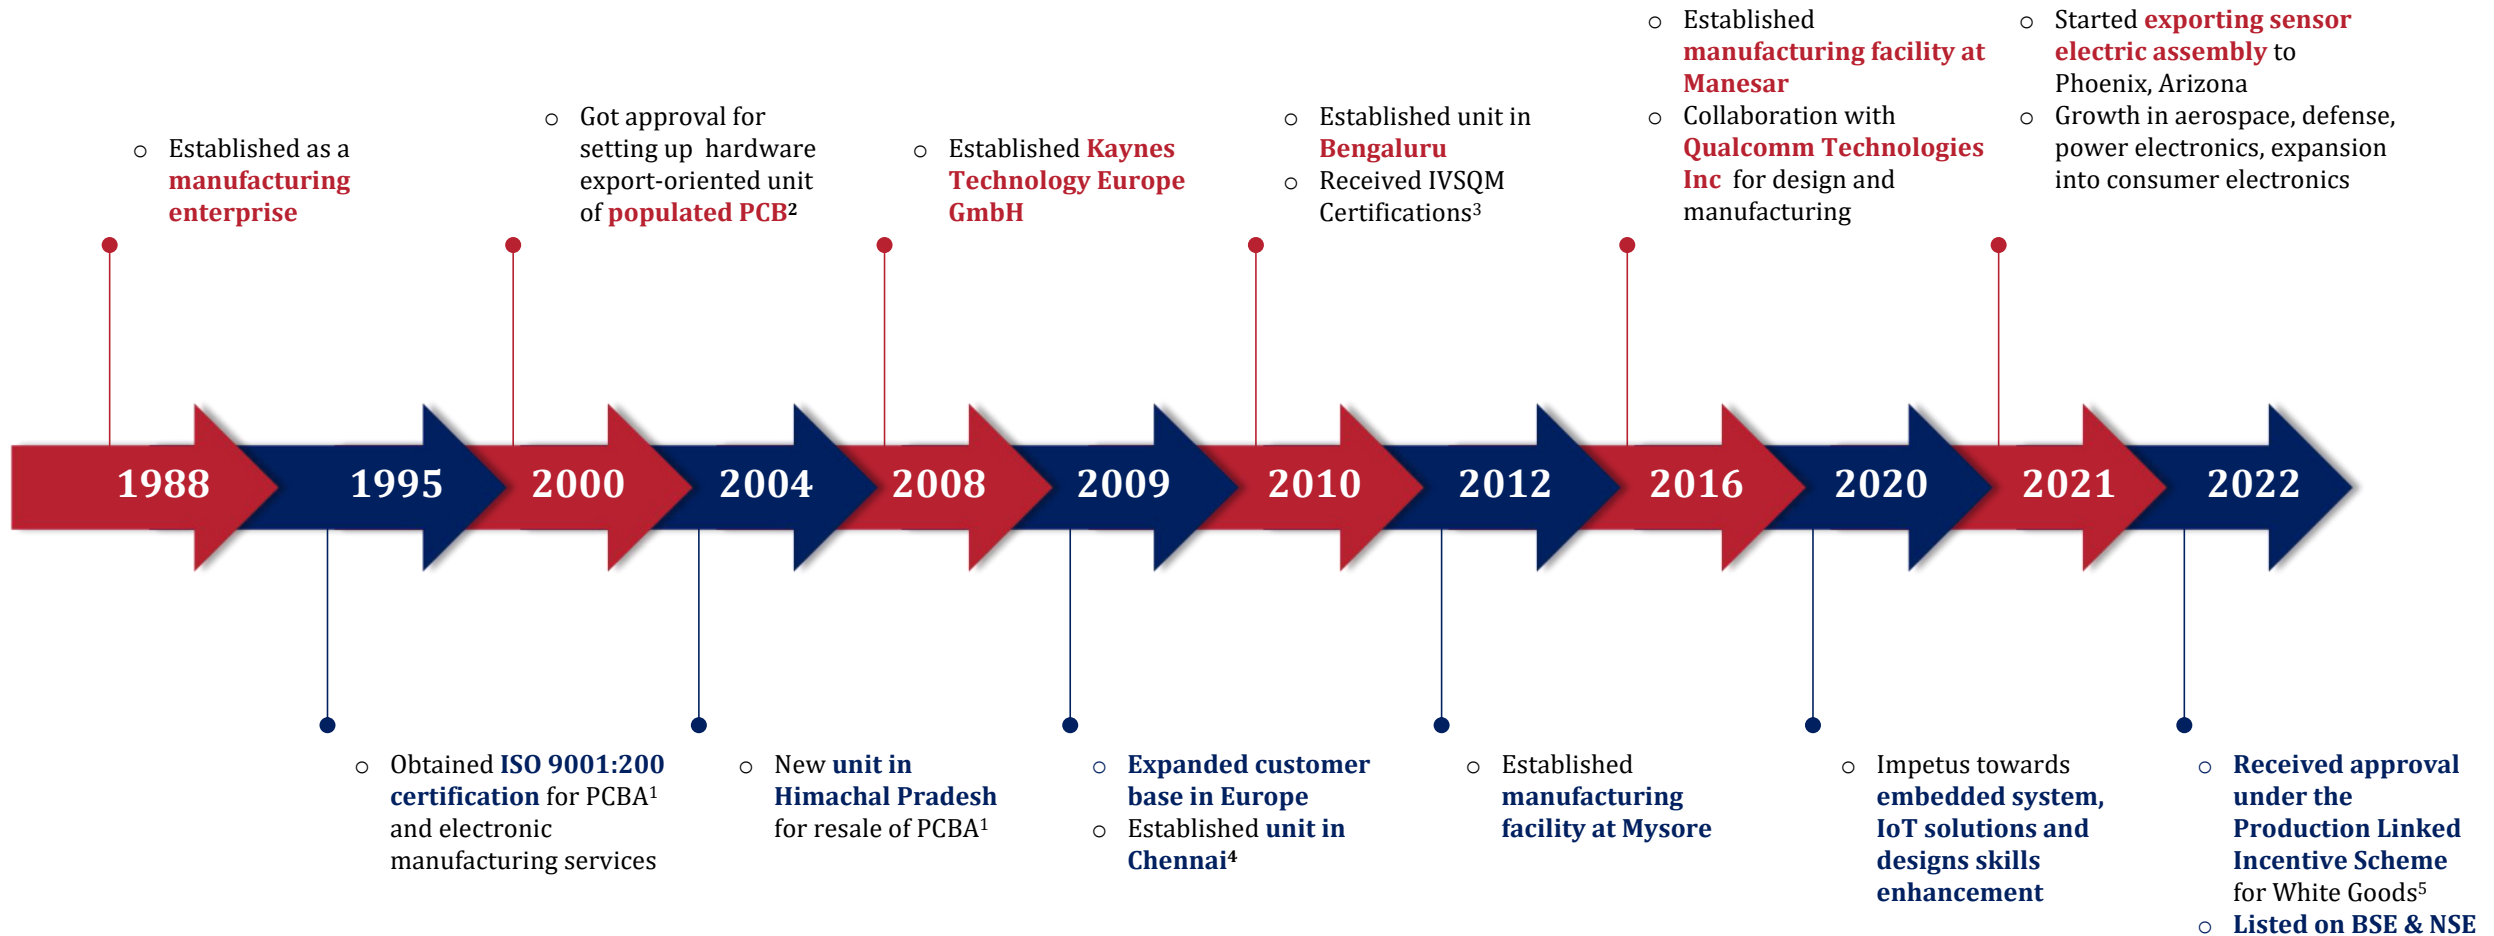 ○ Established as a
manufacturing
enterprise
○ Got approval for
setting up hardware
export-oriented unit
of populated PCB²
○ Established Kaynes
Technology Europe
GmbH
○ Established unit in
Bengaluru
○ Received IVSQM
Certifications³
○ Established
manufacturing facility at
Manesar
○ Collaboration with
Qualcomm Technologies
Inc for design and
manufacturing
○ Started exporting sensor
electric assembly to
Phoenix, Arizona
○ Growth in aerospace, defense,
power electronics, expansion
into consumer electronics
1988 1995 2000 2004 2008 2009 2010 2012 2016 2020 2021 2022
○ Obtained ISO 9001:200
certification for PCBA¹
and electronic
manufacturing services
○ New unit in
Himachal Pradesh
for resale of PCBA¹
○ Expanded customer
base in Europe
○ Established unit in
Chennai⁴
○ Established
manufacturing
facility at Mysore
○ Impetus towards
embedded system,
IoT solutions and
designs skills
enhancement
○ Received approval
under the
Production Linked
Incentive Scheme
for White Goods⁵
○ Listed on BSE & NSE